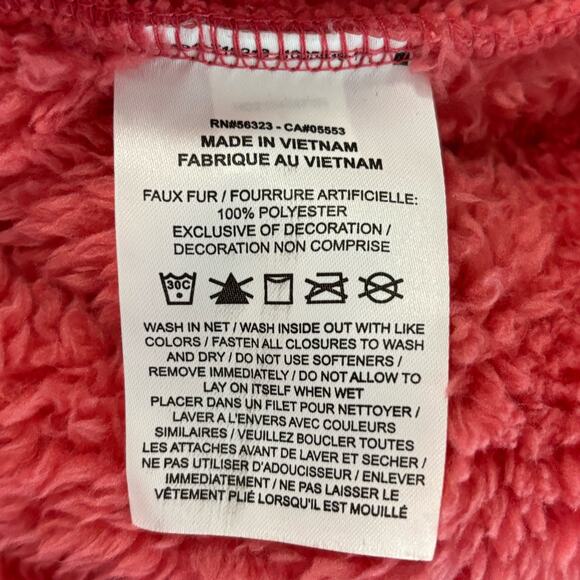 RN#56323 - CA#05553
MADE IN VIETNAM
FABRIQUE AU VIETNAM
FAUX FUR / FOURRURE ARTIFICIELLE:
100% POLYESTER
EXCLUSIVE OF DECORATION /
DECORATION NON COMPRISE
30C
WASH IN NET / WASH INSIDE OUT WITH LIKE
COLORS / FASTEN ALL CLOSURES TO WASH
AND DRY / DO NOT USE SOFTENERS /
REMOVE IMMEDIATELY / DO NOT ALLOW TO
LAY ON ITSELF WHEN WET
PLACER DANS UN FILET POUR NETTOYER /
LAVER A L'ENVERS AVEC COULEURS
SIMILAIRES / VEUILLEZ BOUCLER TOUTES
LES ATTACHES AVANT DE LAVER ET SECHER /
NE PAS UTILISER D'ADOUCISSEUR / ENLEVER
IMMEDIATEMENT / NE PAS LAISSER LE
VÊTEMENT PLIÉ LORSQU'IL EST MOUILLÉ